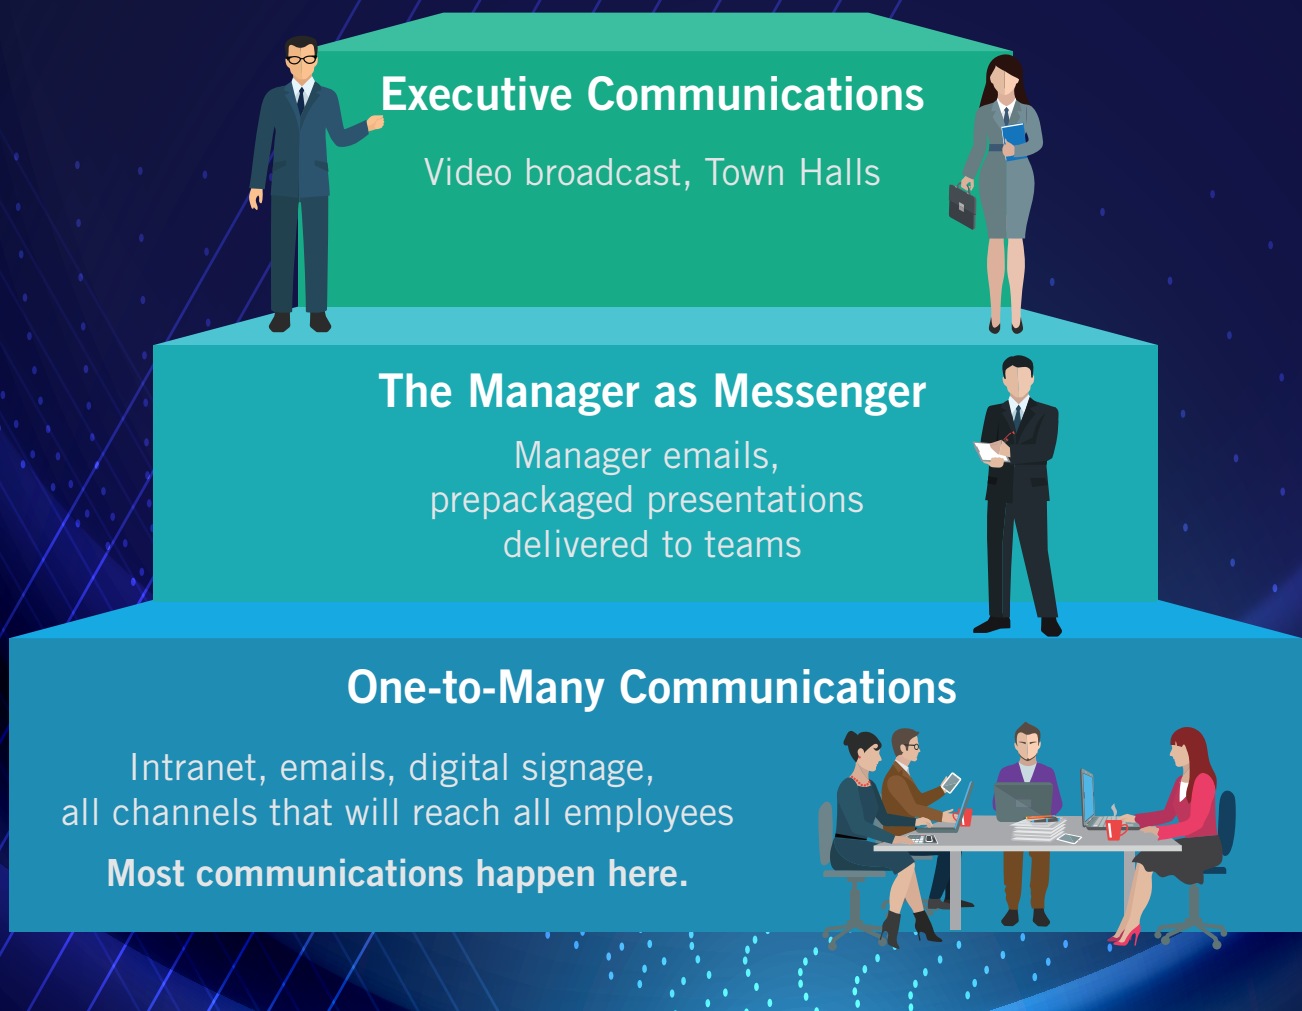 Executive Communications
Video broadcast, Town Halls
The Manager as Messenger
Manager emails,
prepackaged presentations
delivered to teams
One-to-Many Communications
Intranet, emails, digital signage,
all channels that will reach all employees
Most communications happen here.